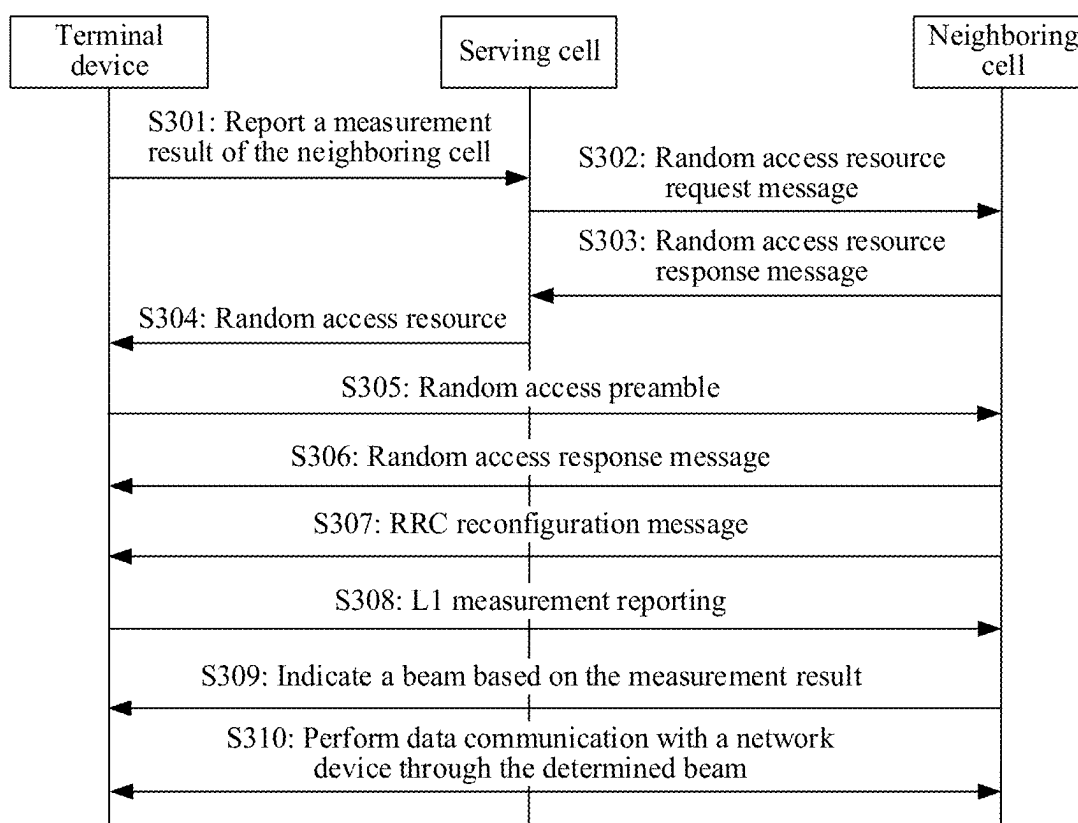 Terminal
device
Serving cell
Neighboring
cell
S301: Report a measurement
result of the neighboring cell
S302: Random access resource
request message
S303: Random access resource
response message
S304: Random access resource
S305: Random access preamble
S306: Random access response message
S307: RRC reconfiguration message
S308: L1 measurement reporting
S309: Indicate a beam based on the measurement result
S310: Perform data communication with a network
device through the determined beam